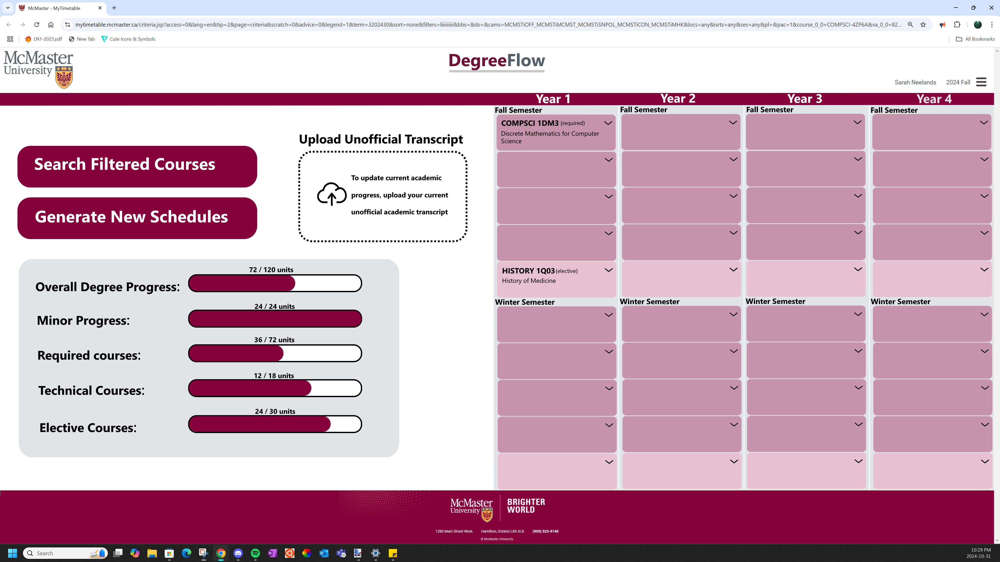 McMaster - MyTimetable
mytimetable.mcmaster.ca/criteria.jsp?access=0&lang=en&tip=2&page=criteria&scratch=0&advice=0&legend=1&term=3202430&sort=none&filters=liiiiiiiii&bbs=&ds=&cams=MCMSTiOFF_MCMSTiMCMST_MCMSTiSNPOL_MCMSTiCON_MCMSTiMHK&locs=any&isrts=any&ses=any&pl=&pac=1&course_0_0=COMPSCI-4ZP6A&va_0_0=82...
LN1-2023.pdf
New Tab
Cute Icons & Symbols
All Bookmarks
McMaster
University
DegreeFlow
Sarah Neelands
2024 Fall
Year 1
Year 2
Year 3
Year 4
Search Filtered Courses
Generate New Schedules
Upload Unofficial Transcript
To update current academic
progress, upload your current
unofficial academic transcript
72 / 120 units
Overall Degree Progress:
24 / 24 units
Minor Progress:
36 / 72 units
Required courses:
12 / 18 units
Technical Courses:
24 / 30 units
Elective Courses:
Fall Semester
COMPSCI 1DM3 (required)
Discrete Mathematics for Computer
Science
HISTORY 1Q03 (elective)
History of Medicine
Winter Semester
Fall Semester
Winter Semester
Fall Semester
Winter Semester
Fall Semester
Winter Semester
McMaster
University
BRIGHTER
WORLD
1280 Main Street West. Hamilton, Ontario L8S 4L8. (905) 525-9140
© McMaster University
Search
10:29 PM
2024-10-31